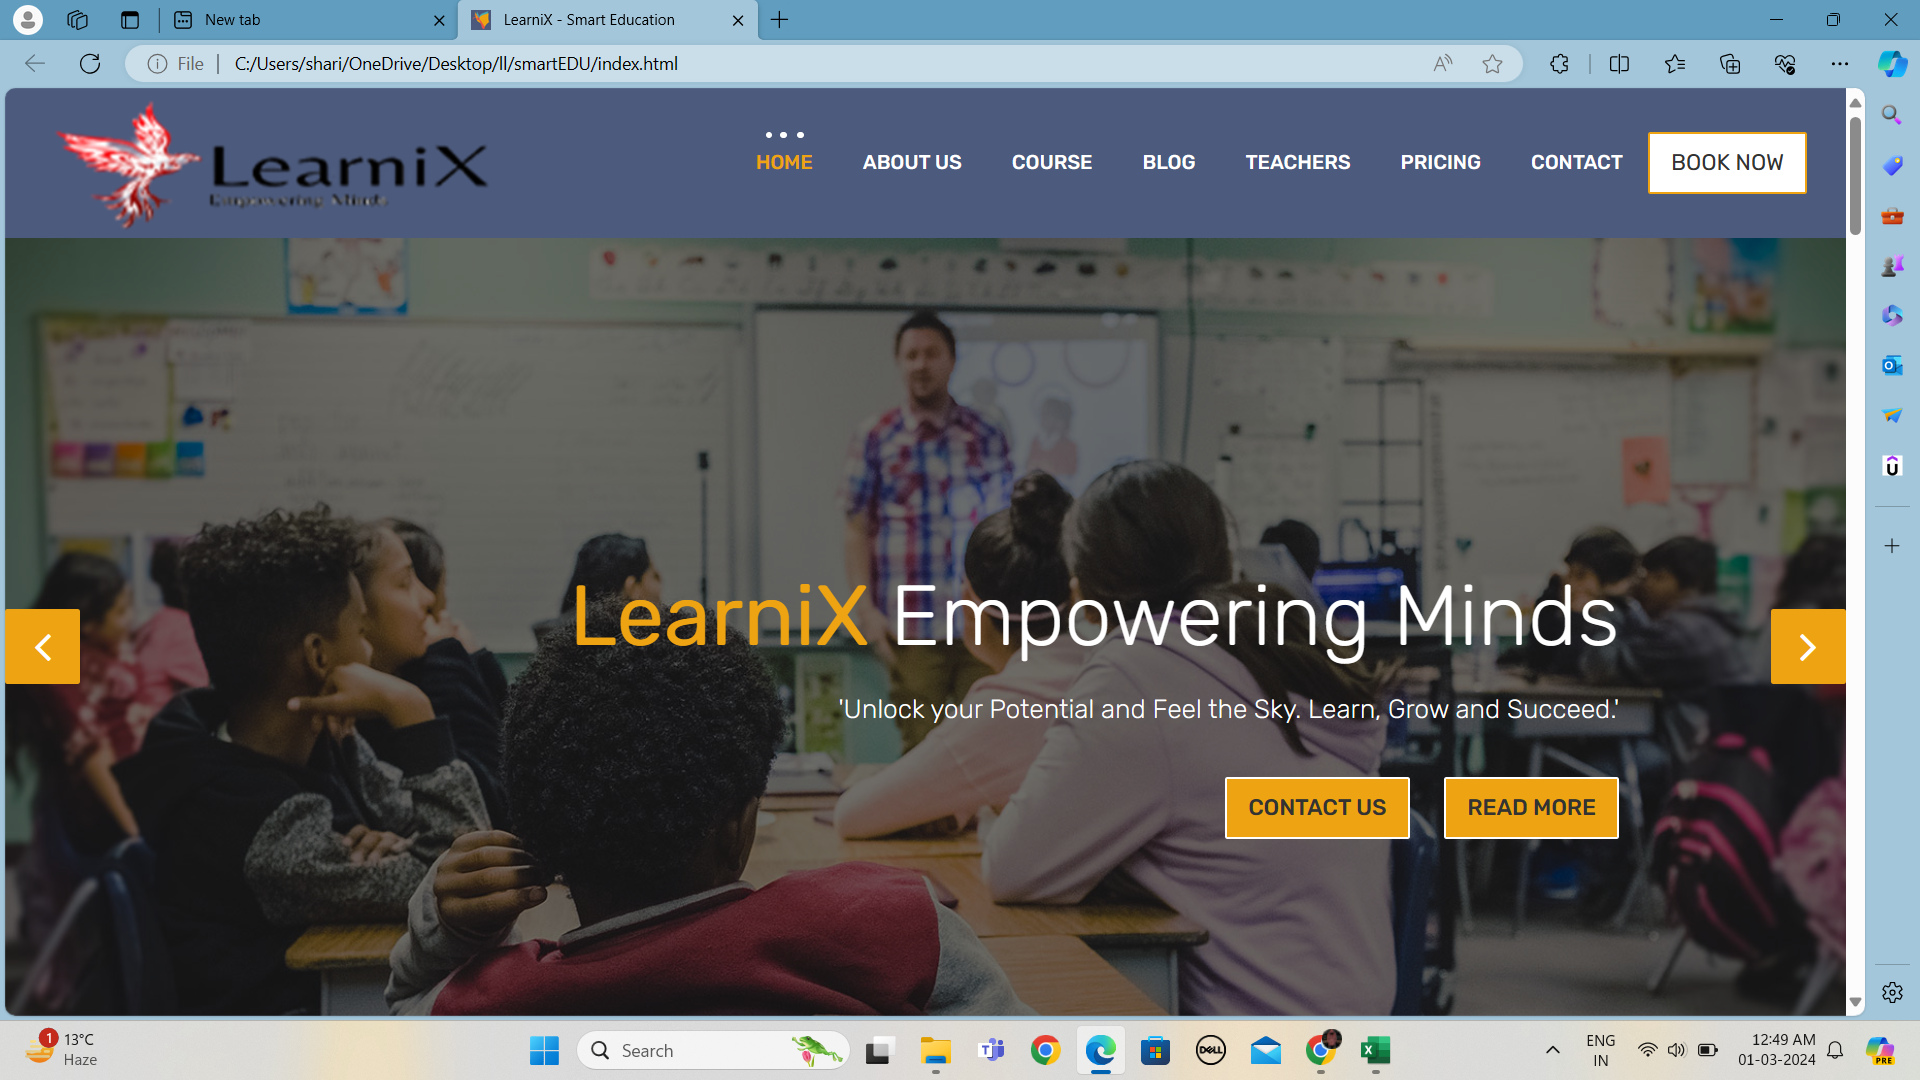 New tab
LearniX - Smart Education
File
C:/Users/shari/OneDrive/Desktop/ll/smartEDU/index.html
LearniX
Empowering Minds
HOME ABOUT US COURSE BLOG TEACHERS PRICING CONTACT BOOK NOW
LearniX Empowering Minds
'Unlock your Potential and Feel the Sky. Learn, Grow and Succeed.'
CONTACT US READ MORE
1
13°C
Haze
Search
DELL
PRE
ENG
IN
12:49 AM
01-03-2024